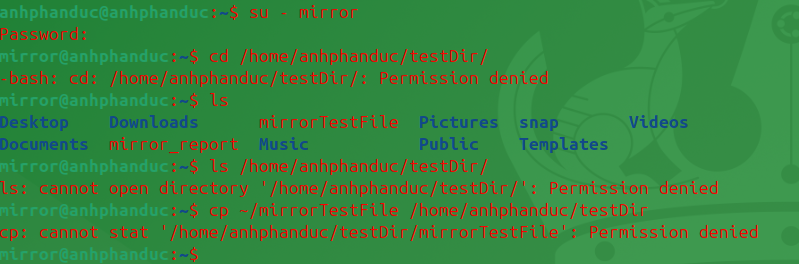 anhphanduc@anhphanduc:~$ su - mirror
Password:
mirror@anhphanduc:~$ cd /home/anhphanduc/testDir/
-bash: cd: /home/anhphanduc/testDir/: Permission denied
mirror@anhphanduc:~$ ls
Desktop    Downloads      mirrorTestFile  Pictures  snap       Videos
Documents  mirror_report  Music           Public    Templates
mirror@anhphanduc:~$ ls /home/anhphanduc/testDir/
ls: cannot open directory '/home/anhphanduc/testDir/': Permission denied
mirror@anhphanduc:~$ cp ~/mirrorTestFile /home/anhphanduc/testDir
cp: cannot stat '/home/anhphanduc/testDir/mirrorTestFile': Permission denied
mirror@anhphanduc:~$